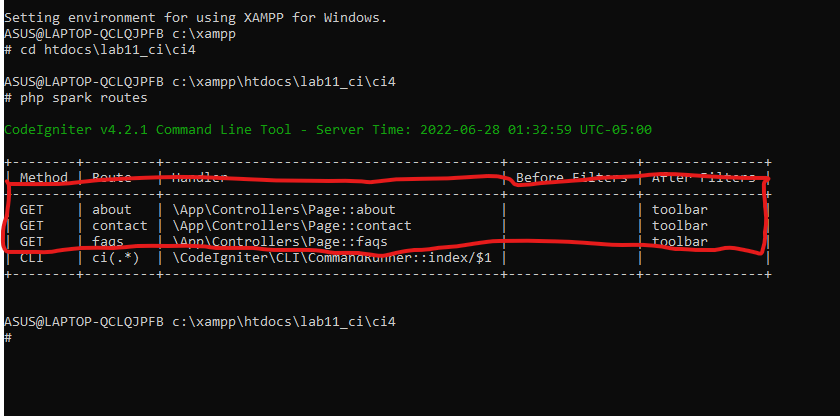 Setting environment for using XAMPP for Windows.
ASUS@LAPTOP-QCLQJPFB c:\xampp
# cd htdocs\lab11_ci\ci4
ASUS@LAPTOP-QCLQJPFB c:\xampp\htdocs\lab11_ci\ci4
# php spark routes
CodeIgniter v4.2.1 Command Line Tool - Server Time: 2022-06-28 01:32:59 UTC-05:00
+--------+---------+------------------------------------------+----------------+---------------+
| Method | Route   | Handler                                  | Before Filters | After Filters |
+--------+---------+------------------------------------------+----------------+---------------+
| GET    | about   | \App\Controllers\Page::about             |                | toolbar       |
| GET    | contact | \App\Controllers\Page::contact           |                | toolbar       |
| GET    | faqs    | \App\Controllers\Page::faqs              |                | toolbar       |
| CLI    | ci(.*)  | \CodeIgniter\CLI\CommandRunner::index/$1 |                |               |
+--------+---------+------------------------------------------+----------------+---------------+
ASUS@LAPTOP-QCLQJPFB c:\xampp\htdocs\lab11_ci\ci4
#